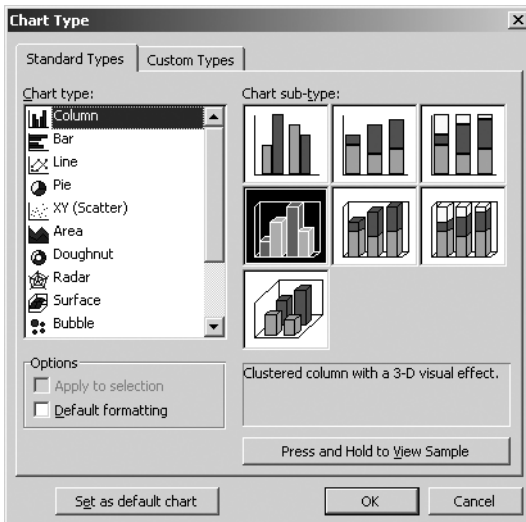 Chart Type
Standard Types
Custom Types
Chart type:
Column
Bar
Line
Pie
XY (Scatter)
Area
Doughnut
Radar
Surface
Bubble
Chart sub-type:
Options
Apply to selection
Default formatting
Clustered column with a 3-D visual effect.
Press and Hold to View Sample
Set as default chart
OK
Cancel